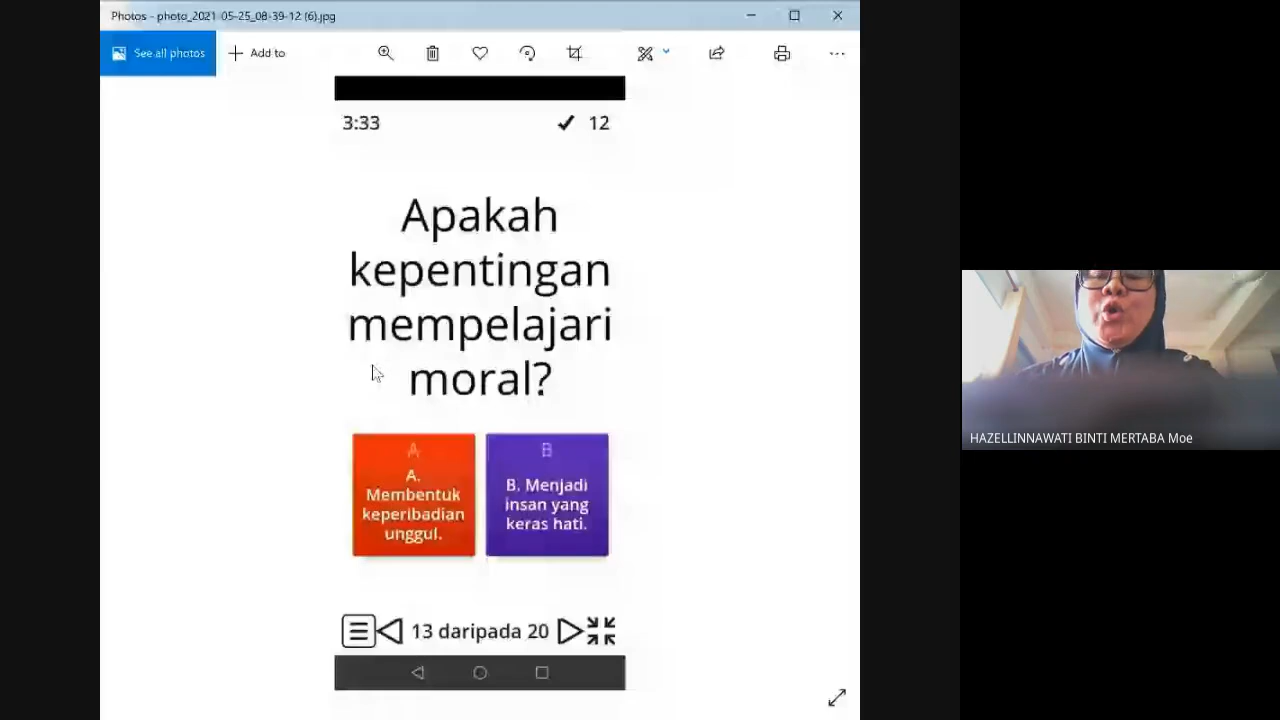 Photos - photo_2021-05-25_08-39-12 (6).jpg
See all photos
Add to
3:33
12
Apakah
kepentingan
mempelajari
moral?
A
A.
Membentuk
keperibadian
unggul.
B
B. Menjadi
insan yang
keras hati.
13 daripada 20
HAZELLINNAWATI BINTI MERTABA Moe